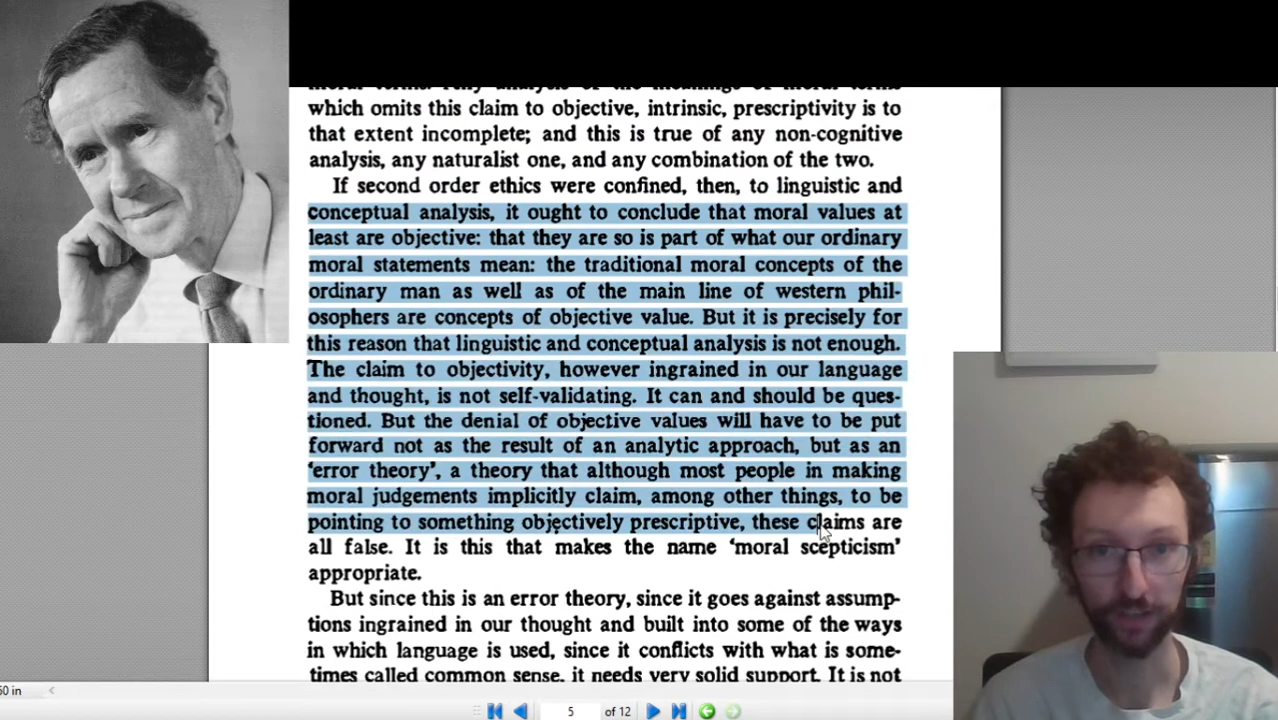 moral terms. Any analysis of the meanings of moral terms
which omits this claim to objective, intrinsic, prescriptivity is to
that extent incomplete; and this is true of any non-cognitive
analysis, any naturalist one, and any combination of the two.
If second order ethics were confined, then, to linguistic and
conceptual analysis, it ought to conclude that moral values at
least are objective: that they are so is part of what our ordinary
moral statements mean: the traditional moral concepts of the
ordinary man as well as of the main line of western phil-
osophers are concepts of objective value. But it is precisely for
this reason that linguistic and conceptual analysis is not enough.
The claim to objectivity, however ingrained in our language
and thought, is not self-validating. It can and should be ques-
tioned. But the denial of objective values will have to be put
forward not as the result of an analytic approach, but as an
‘error theory’, a theory that although most people in making
moral judgements implicitly claim, among other things, to be
pointing to something objectively prescriptive, these claims are
all false. It is this that makes the name ‘moral scepticism’
appropriate.
But since this is an error theory, since it goes against assump-
tions ingrained in our thought and built into some of the ways
in which language is used, since it conflicts with what is some-
times called common sense, it needs very solid support. It is not
60 in
5 of 12